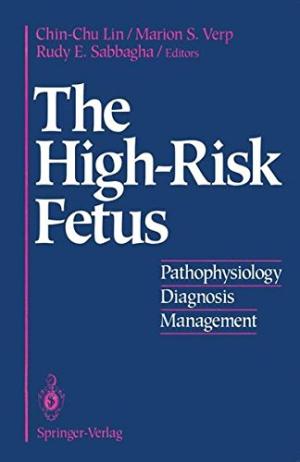 Chin-Chu Lin / Marion S. Verp
Rudy E. Sabbagha / Editors
The
High-Risk
Fetus
Pathophysiology
Diagnosis
Management
Springer-Verlag